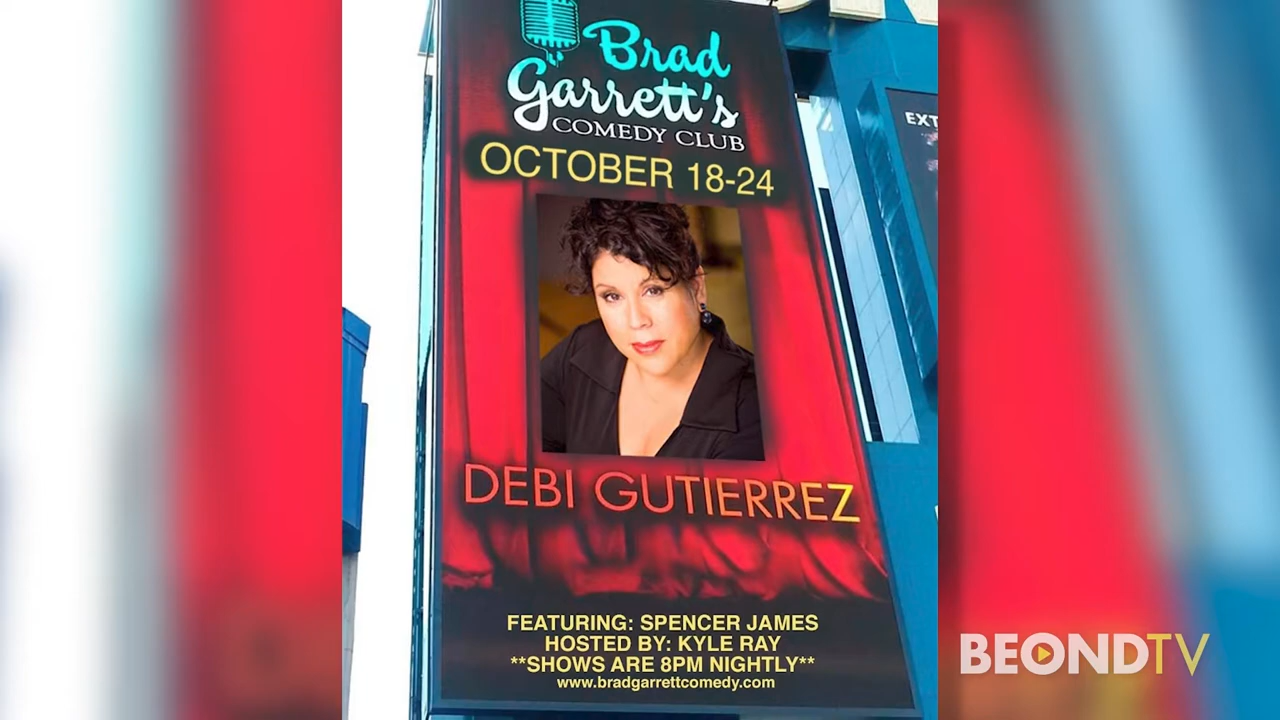 Brad
Garrett's
COMEDY CLUB
OCTOBER 18-24
EXT
DEBI GUTIERREZ
FEATURING: SPENCER JAMES
HOSTED BY: KYLE RAY
**SHOWS ARE 8PM NIGHTLY**
www.bradgarrettcomedy.com
BEONDTV